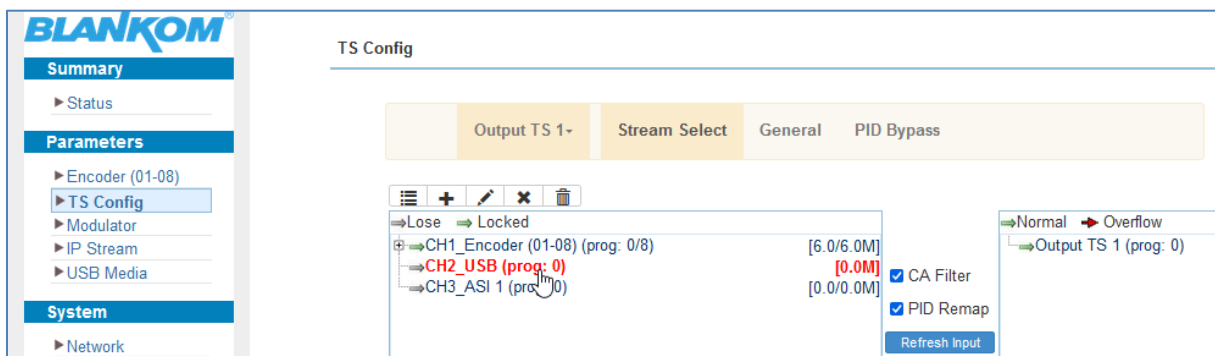 BLANKOM®
Summary
Status
Parameters
Encoder (01-08)
TS Config
Modulator
IP Stream
USB Media
System
Network
TS Config
Output TS 1 Stream Select General PID Bypass
Lose Locked
CH1_Encoder (01-08) (prog: 0/8) [6.0/6.0M]
CH2_USB (prog: 0) [0.0M]
CH3_ASI 1 (pro 0) [0.0/0.0M]
CA Filter
PID Remap
Refresh Input
Normal Overflow
Output TS 1 (prog: 0)